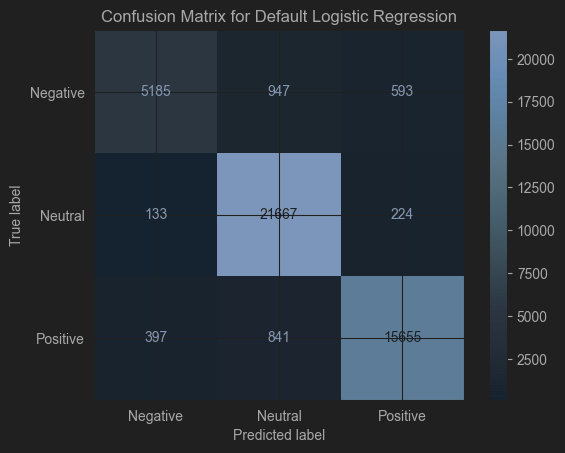 Confusion Matrix for Default Logistic Regression
Negative 5185 947 593
Neutral 133 21667 224
Positive 397 841 15655
Negative Neutral Positive
Predicted label
True label
20000
17500
15000
12500
10000
7500
5000
2500